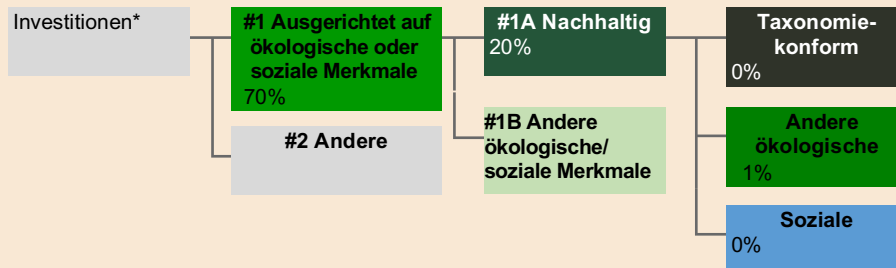 Investitionen*
#1 Ausgerichtet auf
ökologische oder
soziale Merkmale
70%
#2 Andere
#1A Nachhaltig
20%
#1B Andere
ökologische/
soziale Merkmale
Taxonomie-
konform
0%
Andere
ökologische
1%
Soziale
0%